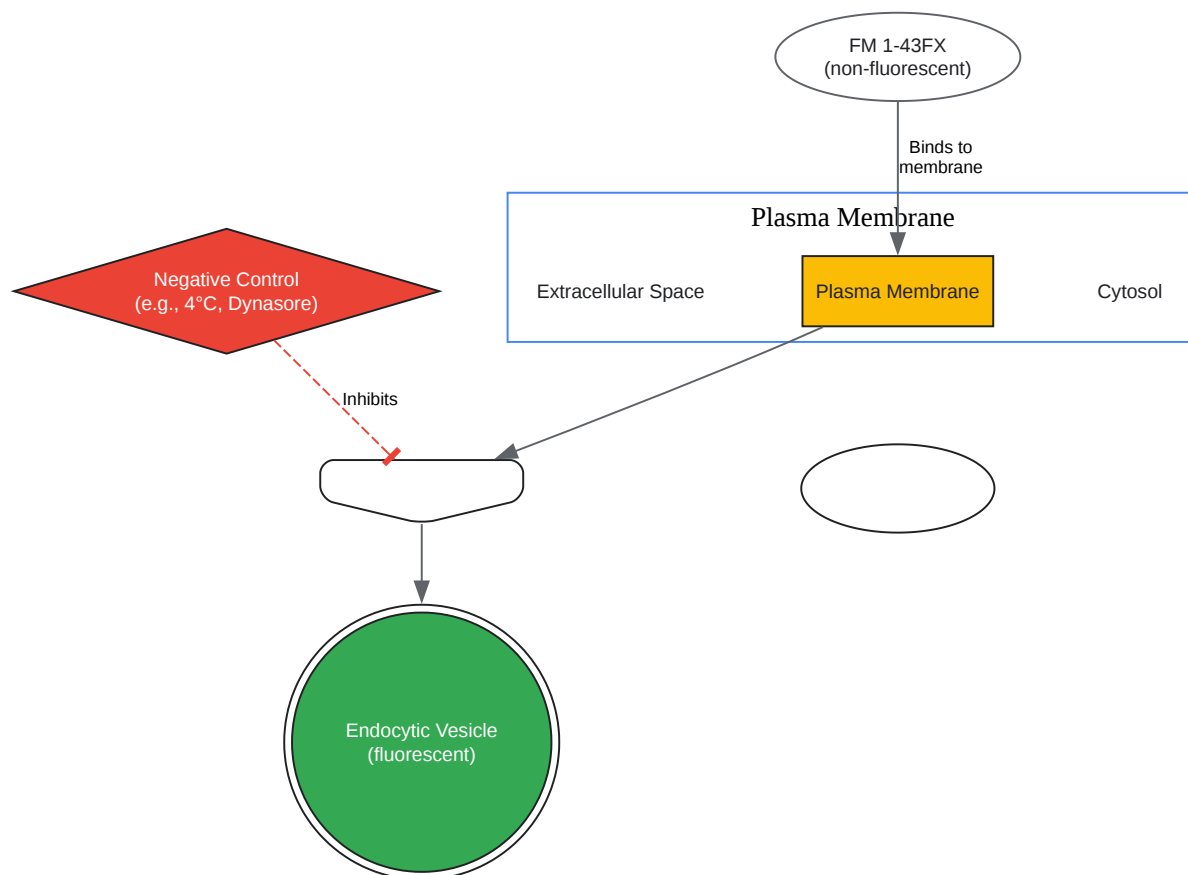 FM 1-43FX
(non-fluorescent)
Binds to
membrane
Plasma Membrane
Negative Control
(e.g., 4°C, Dynasore)
Extracellular Space
Plasma Membrane
Cytosol
Inhibits
Endocytic Vesicle
(fluorescent)